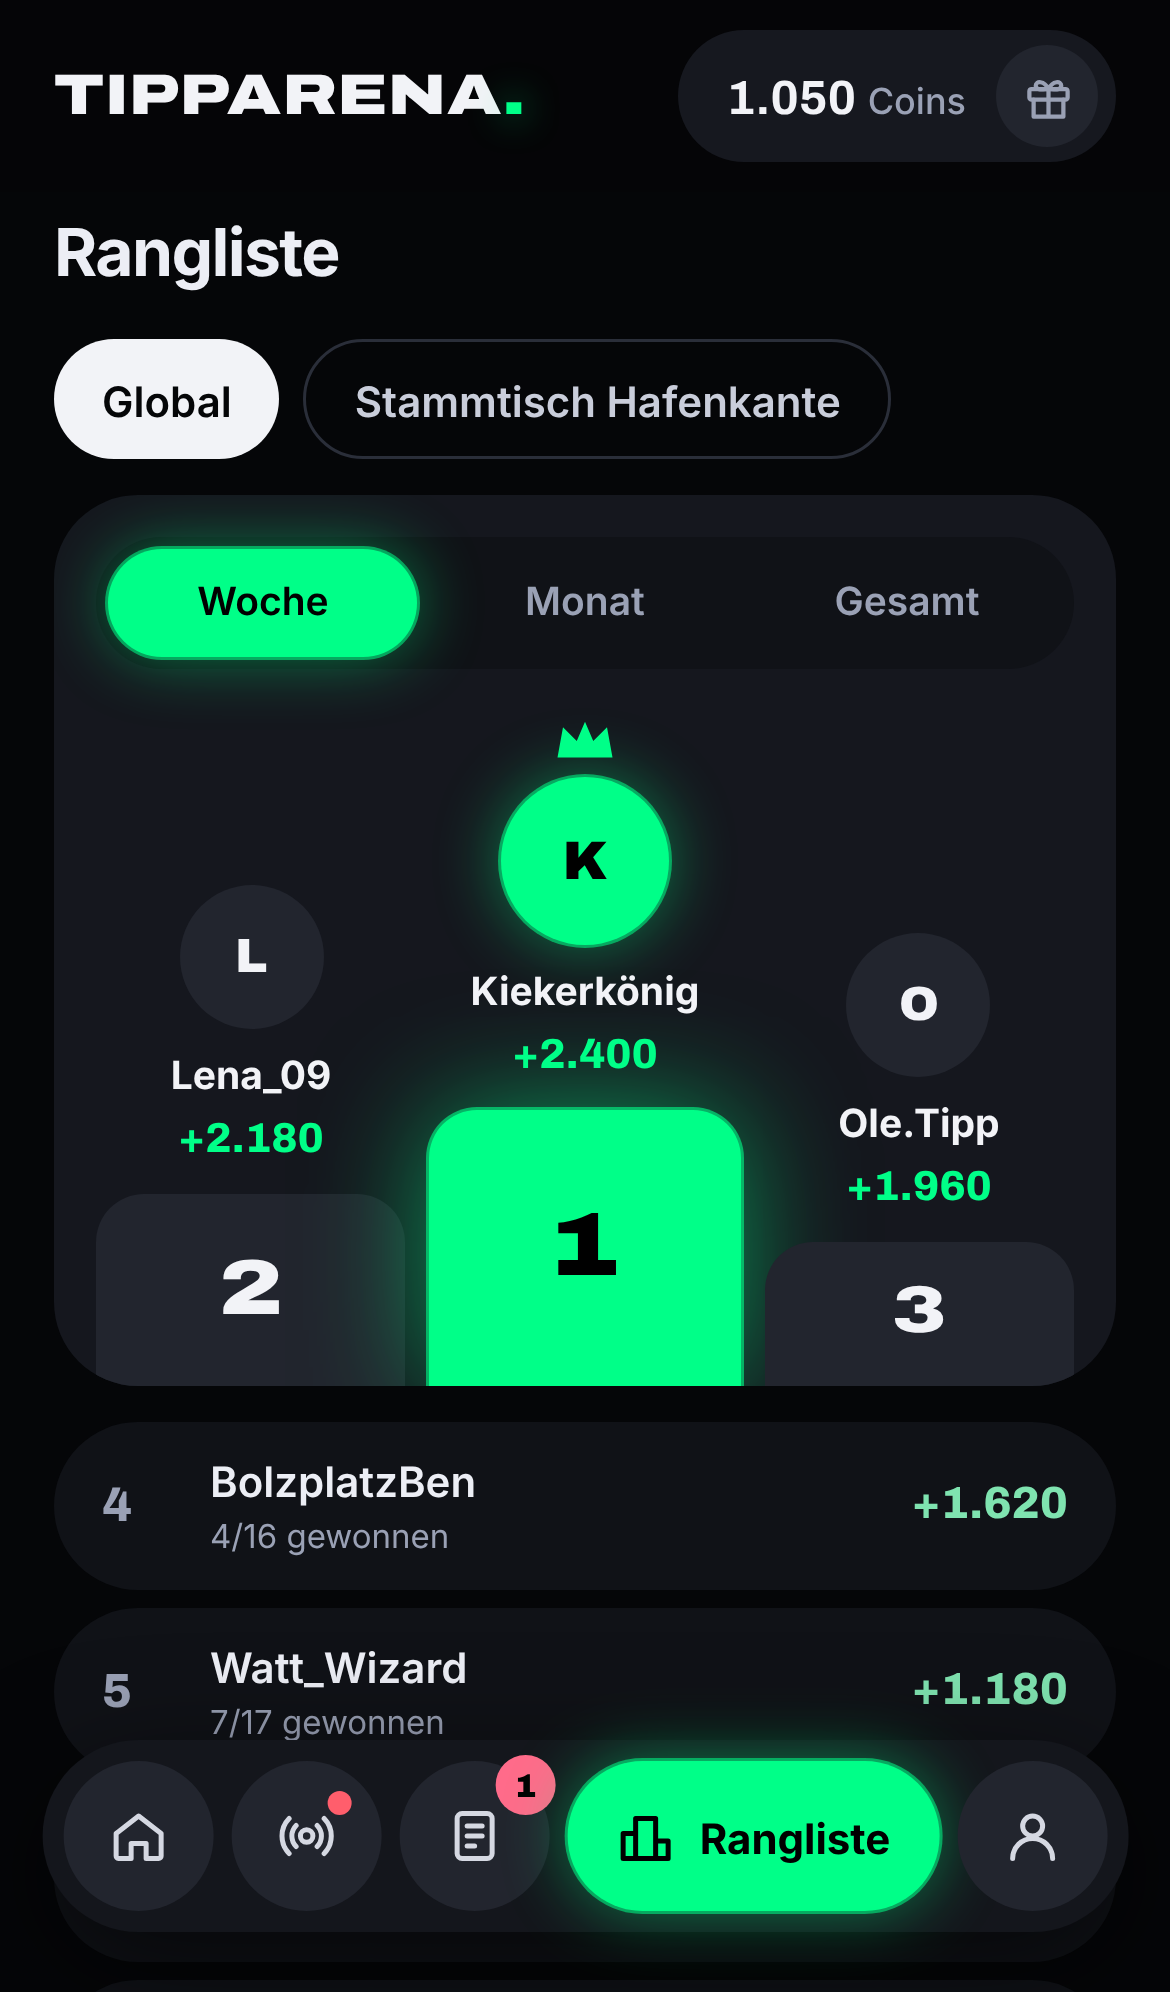 TIPPARENA.
1.050 Coins
Rangliste
Global
Stammtisch Hafenkante
Woche
Monat
Gesamt
K
Kiekerkönig
+2.400
L
Lena_09
+2.180
O
Ole.Tipp
+1.960
2
1
3
4
BolzplatzBen
4/16 gewonnen
+1.620
5
Watt_Wizard
7/17 gewonnen
+1.180
1
Rangliste